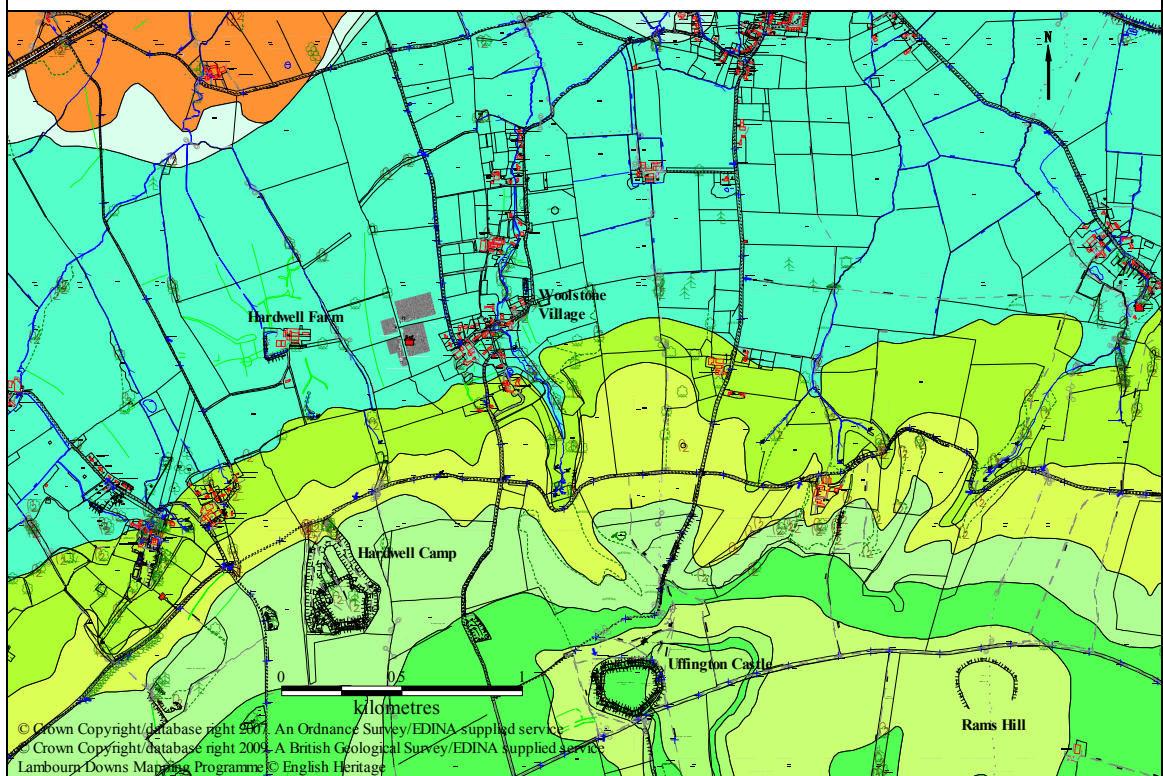 N
Woolstone
Village
Hardwell Farm
Hardwell Camp
Uffington Castle
Rams Hill
0 0.5 1
kilometres
© Crown Copyright/database right 2007. An Ordnance Survey/EDINA supplied service
© Crown Copyright/database right 2009. A British Geological Survey/EDINA supplied service
Lambourn Downs Mapping Programme © English Heritage